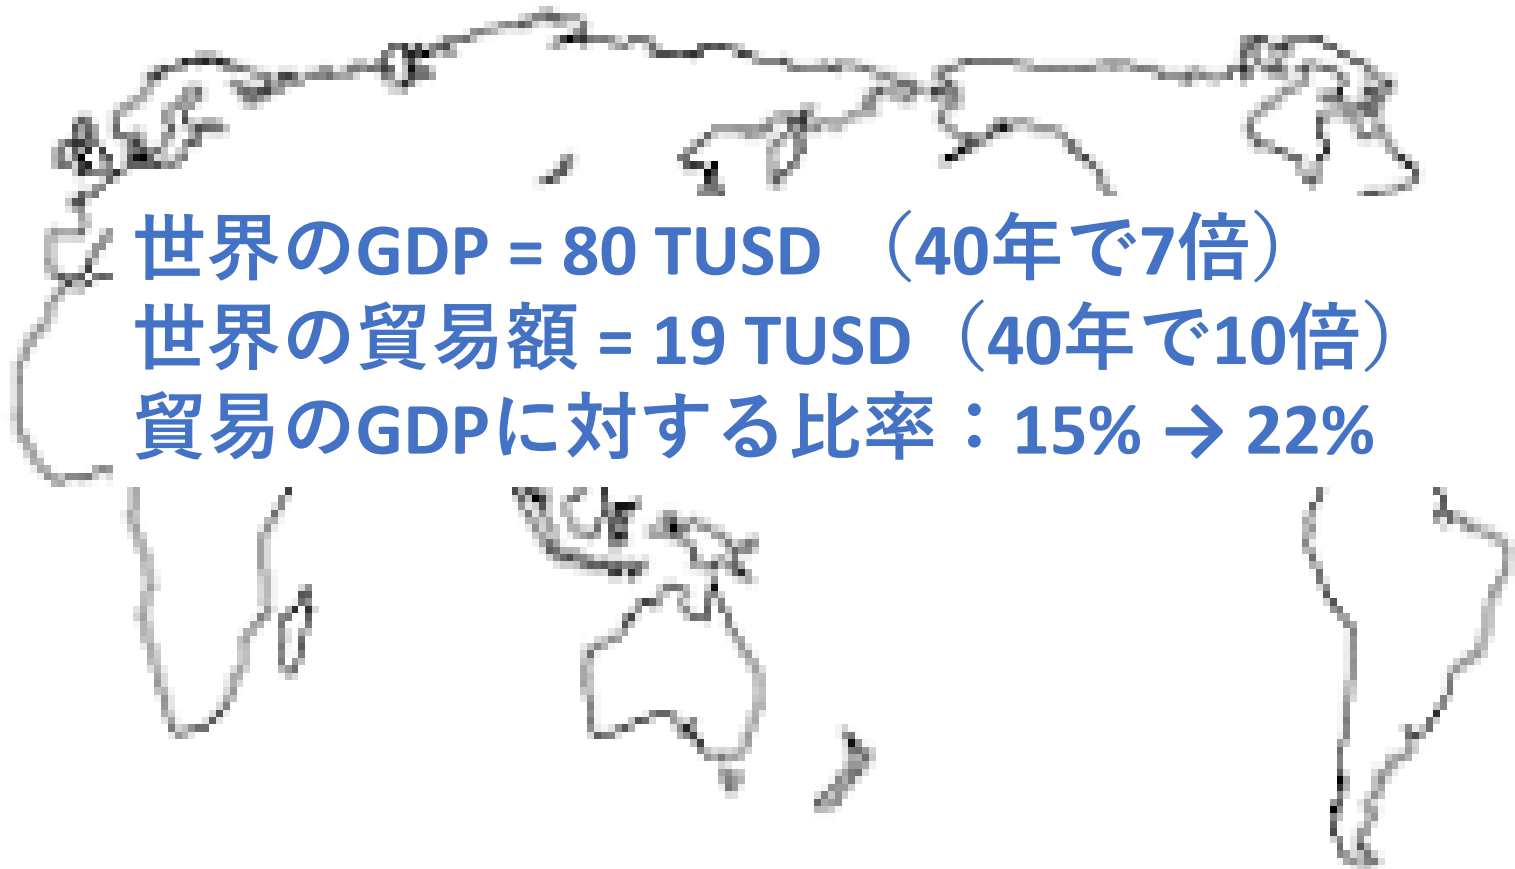 世界のGDP = 80 TUSD （40年で7倍）
世界の貿易額 = 19 TUSD（40年で10倍）
貿易のGDPに対する比率：15% → 22%